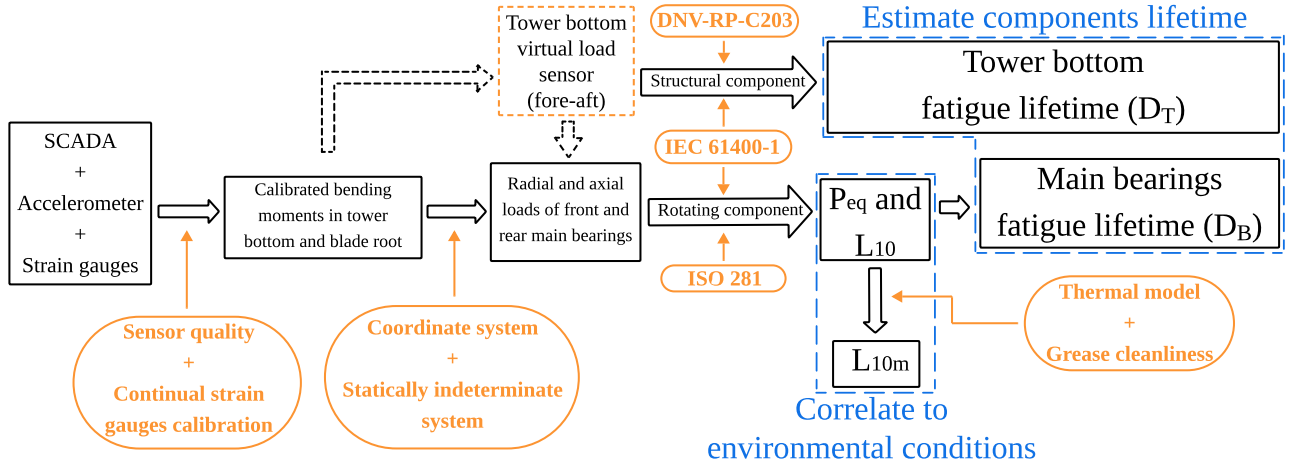 SCADA
+
Accelerometer
+
Strain gauges
Sensor quality
+
Continual strain
gauges calibration
Calibrated bending
moments in tower
bottom and blade root
Coordinate system
+
Statically indeterminate
system
Tower bottom
virtual load
sensor
(fore-aft)
Radial and axial
loads of front and
rear main bearings
DNV-RP-C203
Structural component
IEC 61400-1
Rotating component
ISO 281
Estimate components lifetime
Tower bottom
fatigue lifetime (DT)
Main bearings
fatigue lifetime (DB)
Peq and
L10
L10m
Thermal model
+
Grease cleanliness
Correlate to
environmental conditions